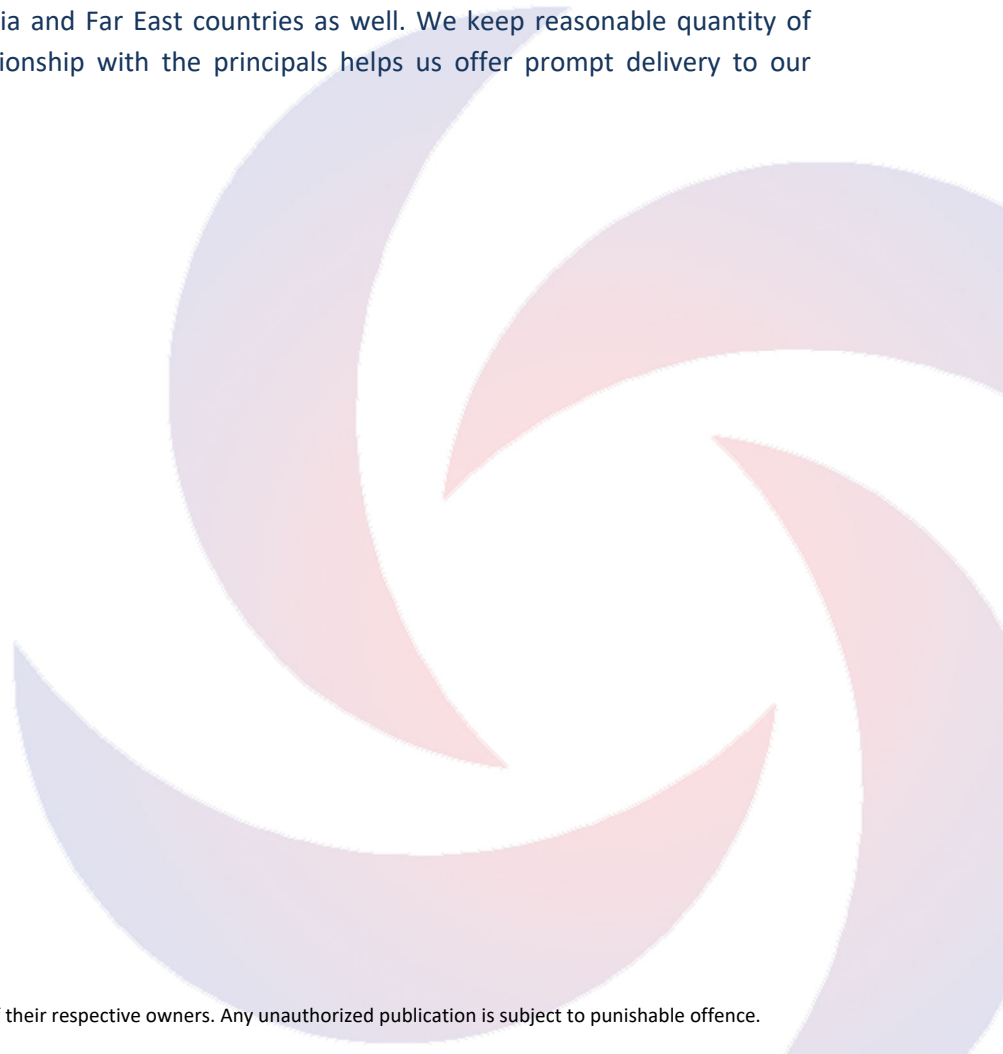 ia and Far East countries as well. We keep reasonable quantity of
ionship with the principals helps us offer prompt delivery to our
their respective owners. Any unauthorized publication is subject to punishable offence.